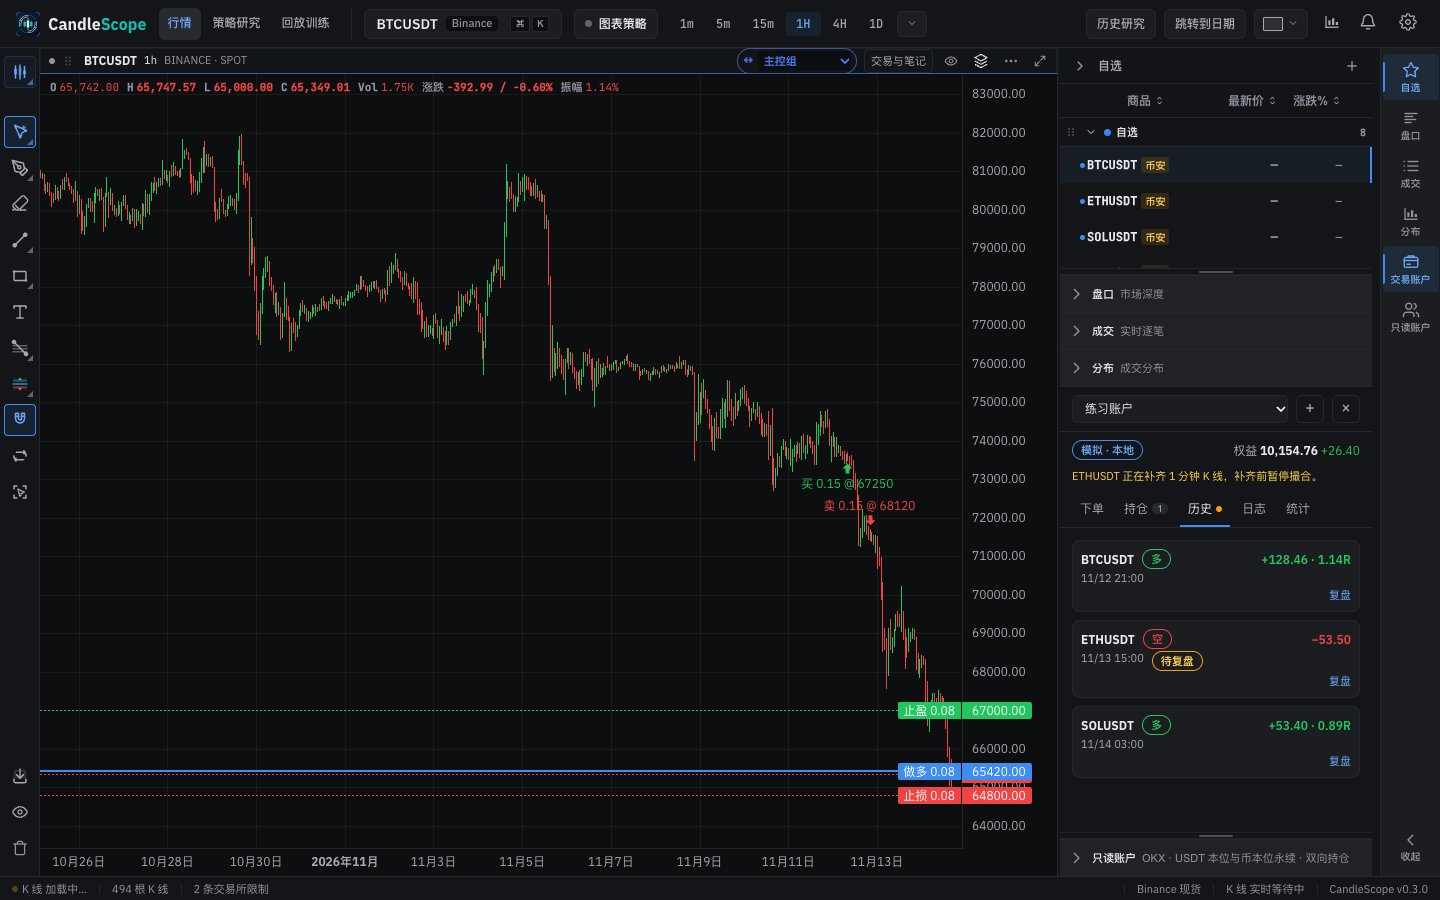 CandleScope 行情 策略研究 回放训练 BTCUSDT Binance ⌘ K 图表策略 1m 5m 15m 1H 4H 1D 历史研究 跳转到日期
BTCUSDT 1h BINANCE · SPOT 主控组 交易与笔记
O 65,742.00 H 65,747.57 L 65,000.00 C 65,349.01 Vol 1.75K 涨跌 -392.99 / -0.60% 振幅 1.14%
83000.00
82000.00
81000.00
80000.00
79000.00
78000.00
77000.00
76000.00
75000.00
74000.00
73000.00
72000.00
71000.00
70000.00
69000.00
68000.00
66000.00
64000.00
买 0.15 @ 67250
卖 0.15 @ 68120
止盈 0.08 67000.00
做多 0.08 65420.00
止损 0.08 64800.00
10月26日 10月28日 10月30日 2026年11月 11月3日 11月5日 11月7日 11月9日 11月11日 11月13日
自选
商品 最新价 涨跌%
自选 8
BTCUSDT 币安 — —
ETHUSDT 币安 — —
SOLUSDT 币安 — —
盘口 市场深度
成交 实时逐笔
分布 成交分布
练习账户
模拟 · 本地 权益 10,154.76 +26.40
ETHUSDT 正在补齐 1 分钟 K 线，补齐前暂停撮合。
下单 持仓 1 历史 日志 统计
BTCUSDT 多 +128.46 · 1.14R
11/12 21:00
复盘
ETHUSDT 空 −53.50
11/13 15:00 待复盘
复盘
SOLUSDT 多 +53.40 · 0.89R
11/14 03:00
复盘
只读账户 OKX · USDT 本位与币本位永续 · 双向持仓
自选
盘口
成交
分布
交易账户
只读账户
收起
K 线 加载中... 494 根 K 线 2 条交易所限制 Binance 现货 K 线 实时等待中 CandleScope v0.3.0